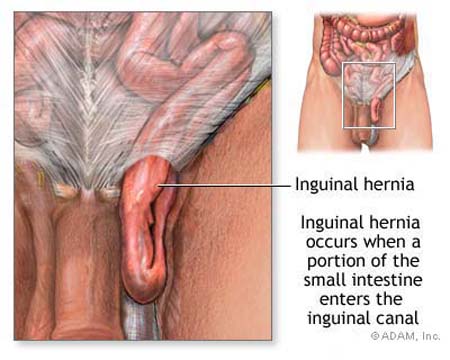 Inguinal hernia
Inguinal hernia
occurs when a
portion of the
small intestine
enters the
inguinal canal
©ADAM, Inc.